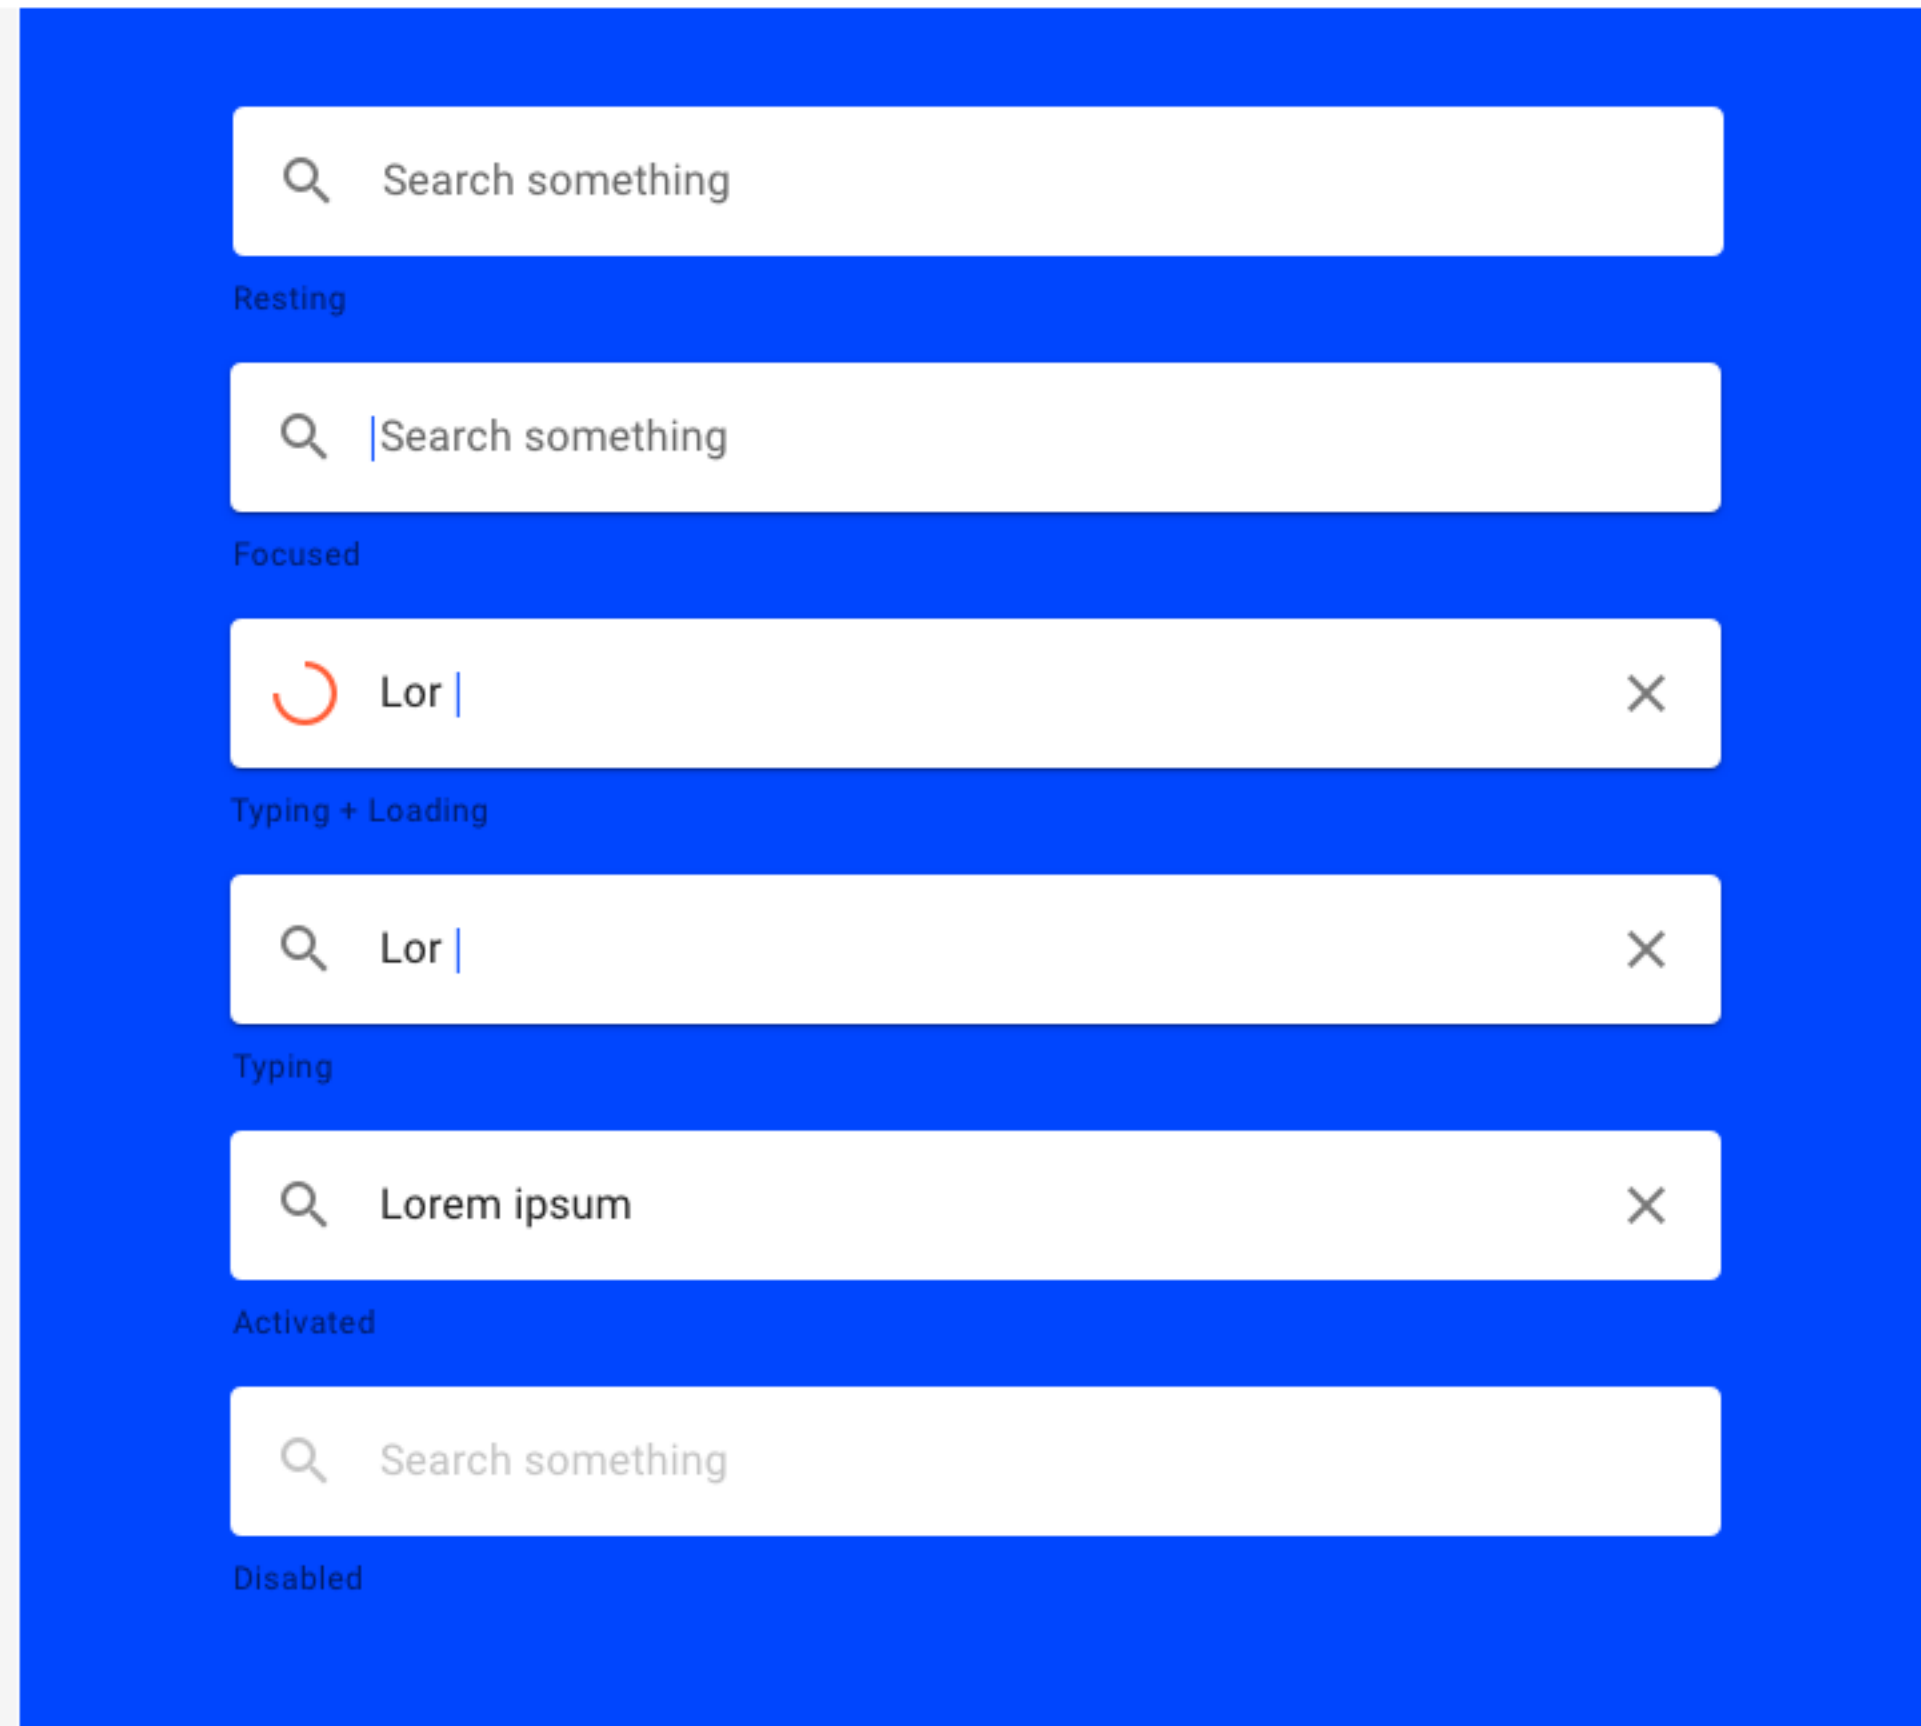 Search something
Resting
Search something
Focused
Lor
Typing + Loading
Lor
Typing
Lorem ipsum
Activated
Search something
Disabled